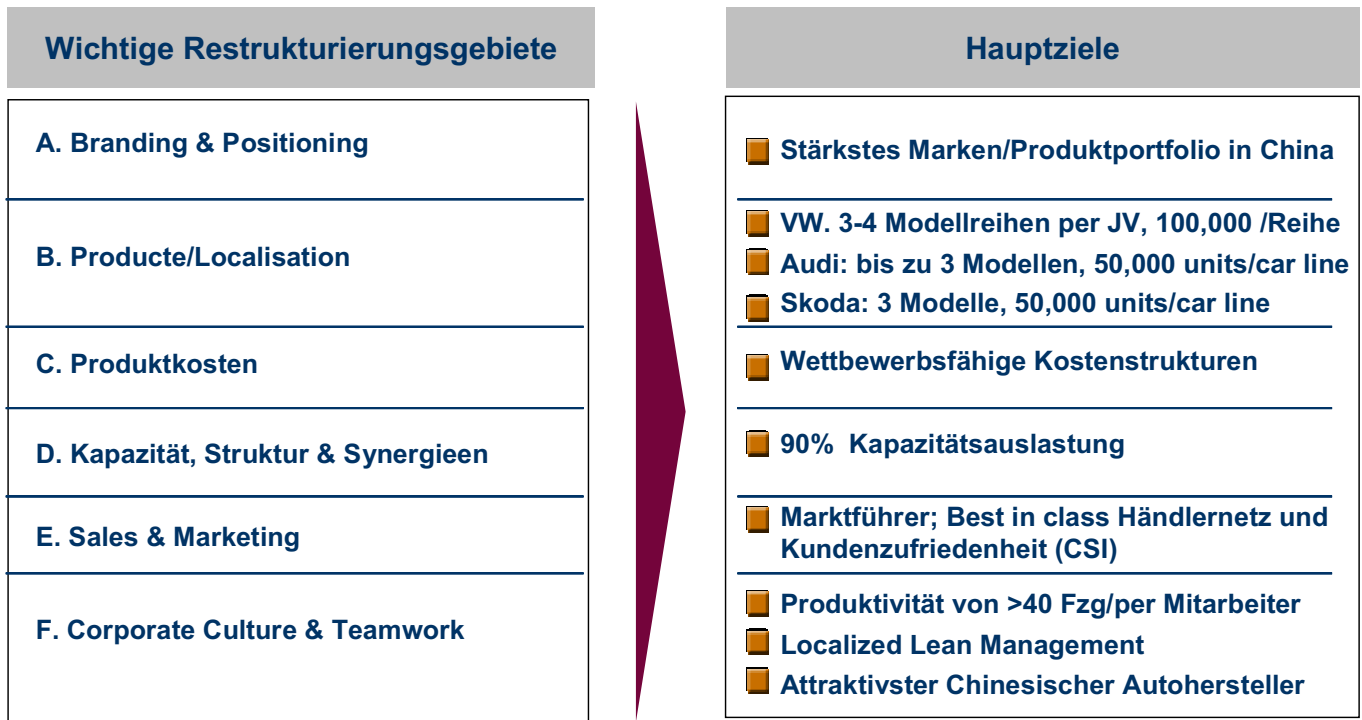 Wichtige Restrukturierungsgebiete
A. Branding & Positioning
B. Producte/Localisation
C. Produktkosten
D. Kapazität, Struktur & Synergieen
E. Sales & Marketing
F. Corporate Culture & Teamwork
Hauptziele
Stärkstes Marken/Produktportfolio in China
VW. 3-4 Modellreihen per JV, 100,000 /Reihe
Audi: bis zu 3 Modellen, 50,000 units/car line
Skoda: 3 Modelle, 50,000 units/car line
Wettbewerbsfähige Kostenstrukturen
90% Kapazitätsauslastung
Marktführer; Best in class Händlernetz und
Kundenzufriedenheit (CSI)
Produktivität von >40 Fzg/per Mitarbeiter
Localized Lean Management
Attraktivster Chinesischer Autohersteller